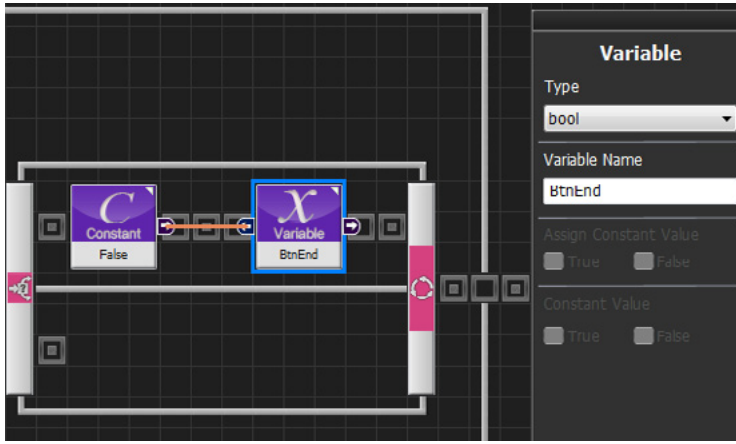 C
Constant
False
X
Variable
BtnEnd
Variable
Type
bool
Variable Name
BtnEnd
Assign Constant Value
True False
Constant Value
True False